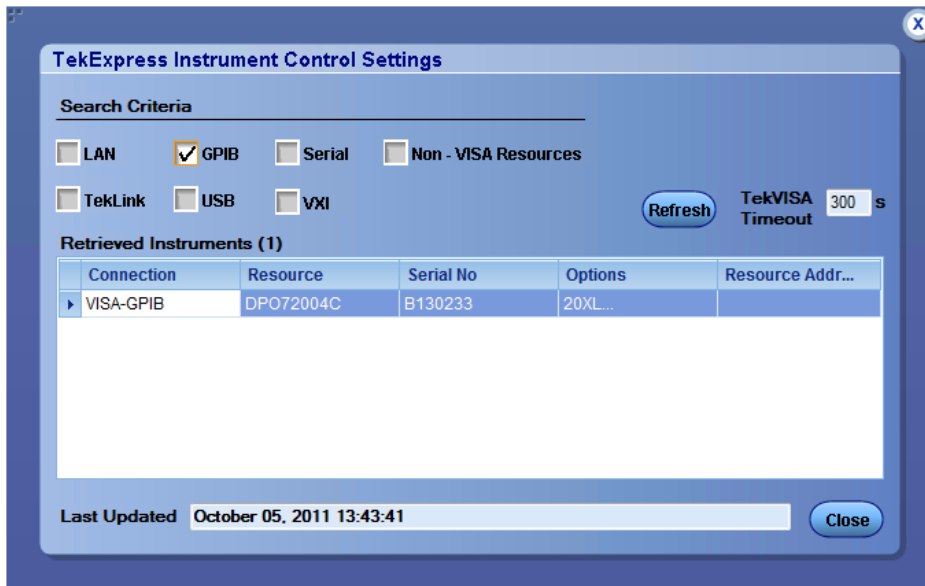 X
TekExpress Instrument Control Settings
Search Criteria
LAN GPIB Serial Non - VISA Resources
TekLink USB VXI
Refresh TekVISA Timeout 300 s
Retrieved Instruments (1)
Connection Resource Serial No Options Resource Addr...
VISA-GPIB DPO72004C B130233 20XL...
Last Updated October 05, 2011 13:43:41 Close